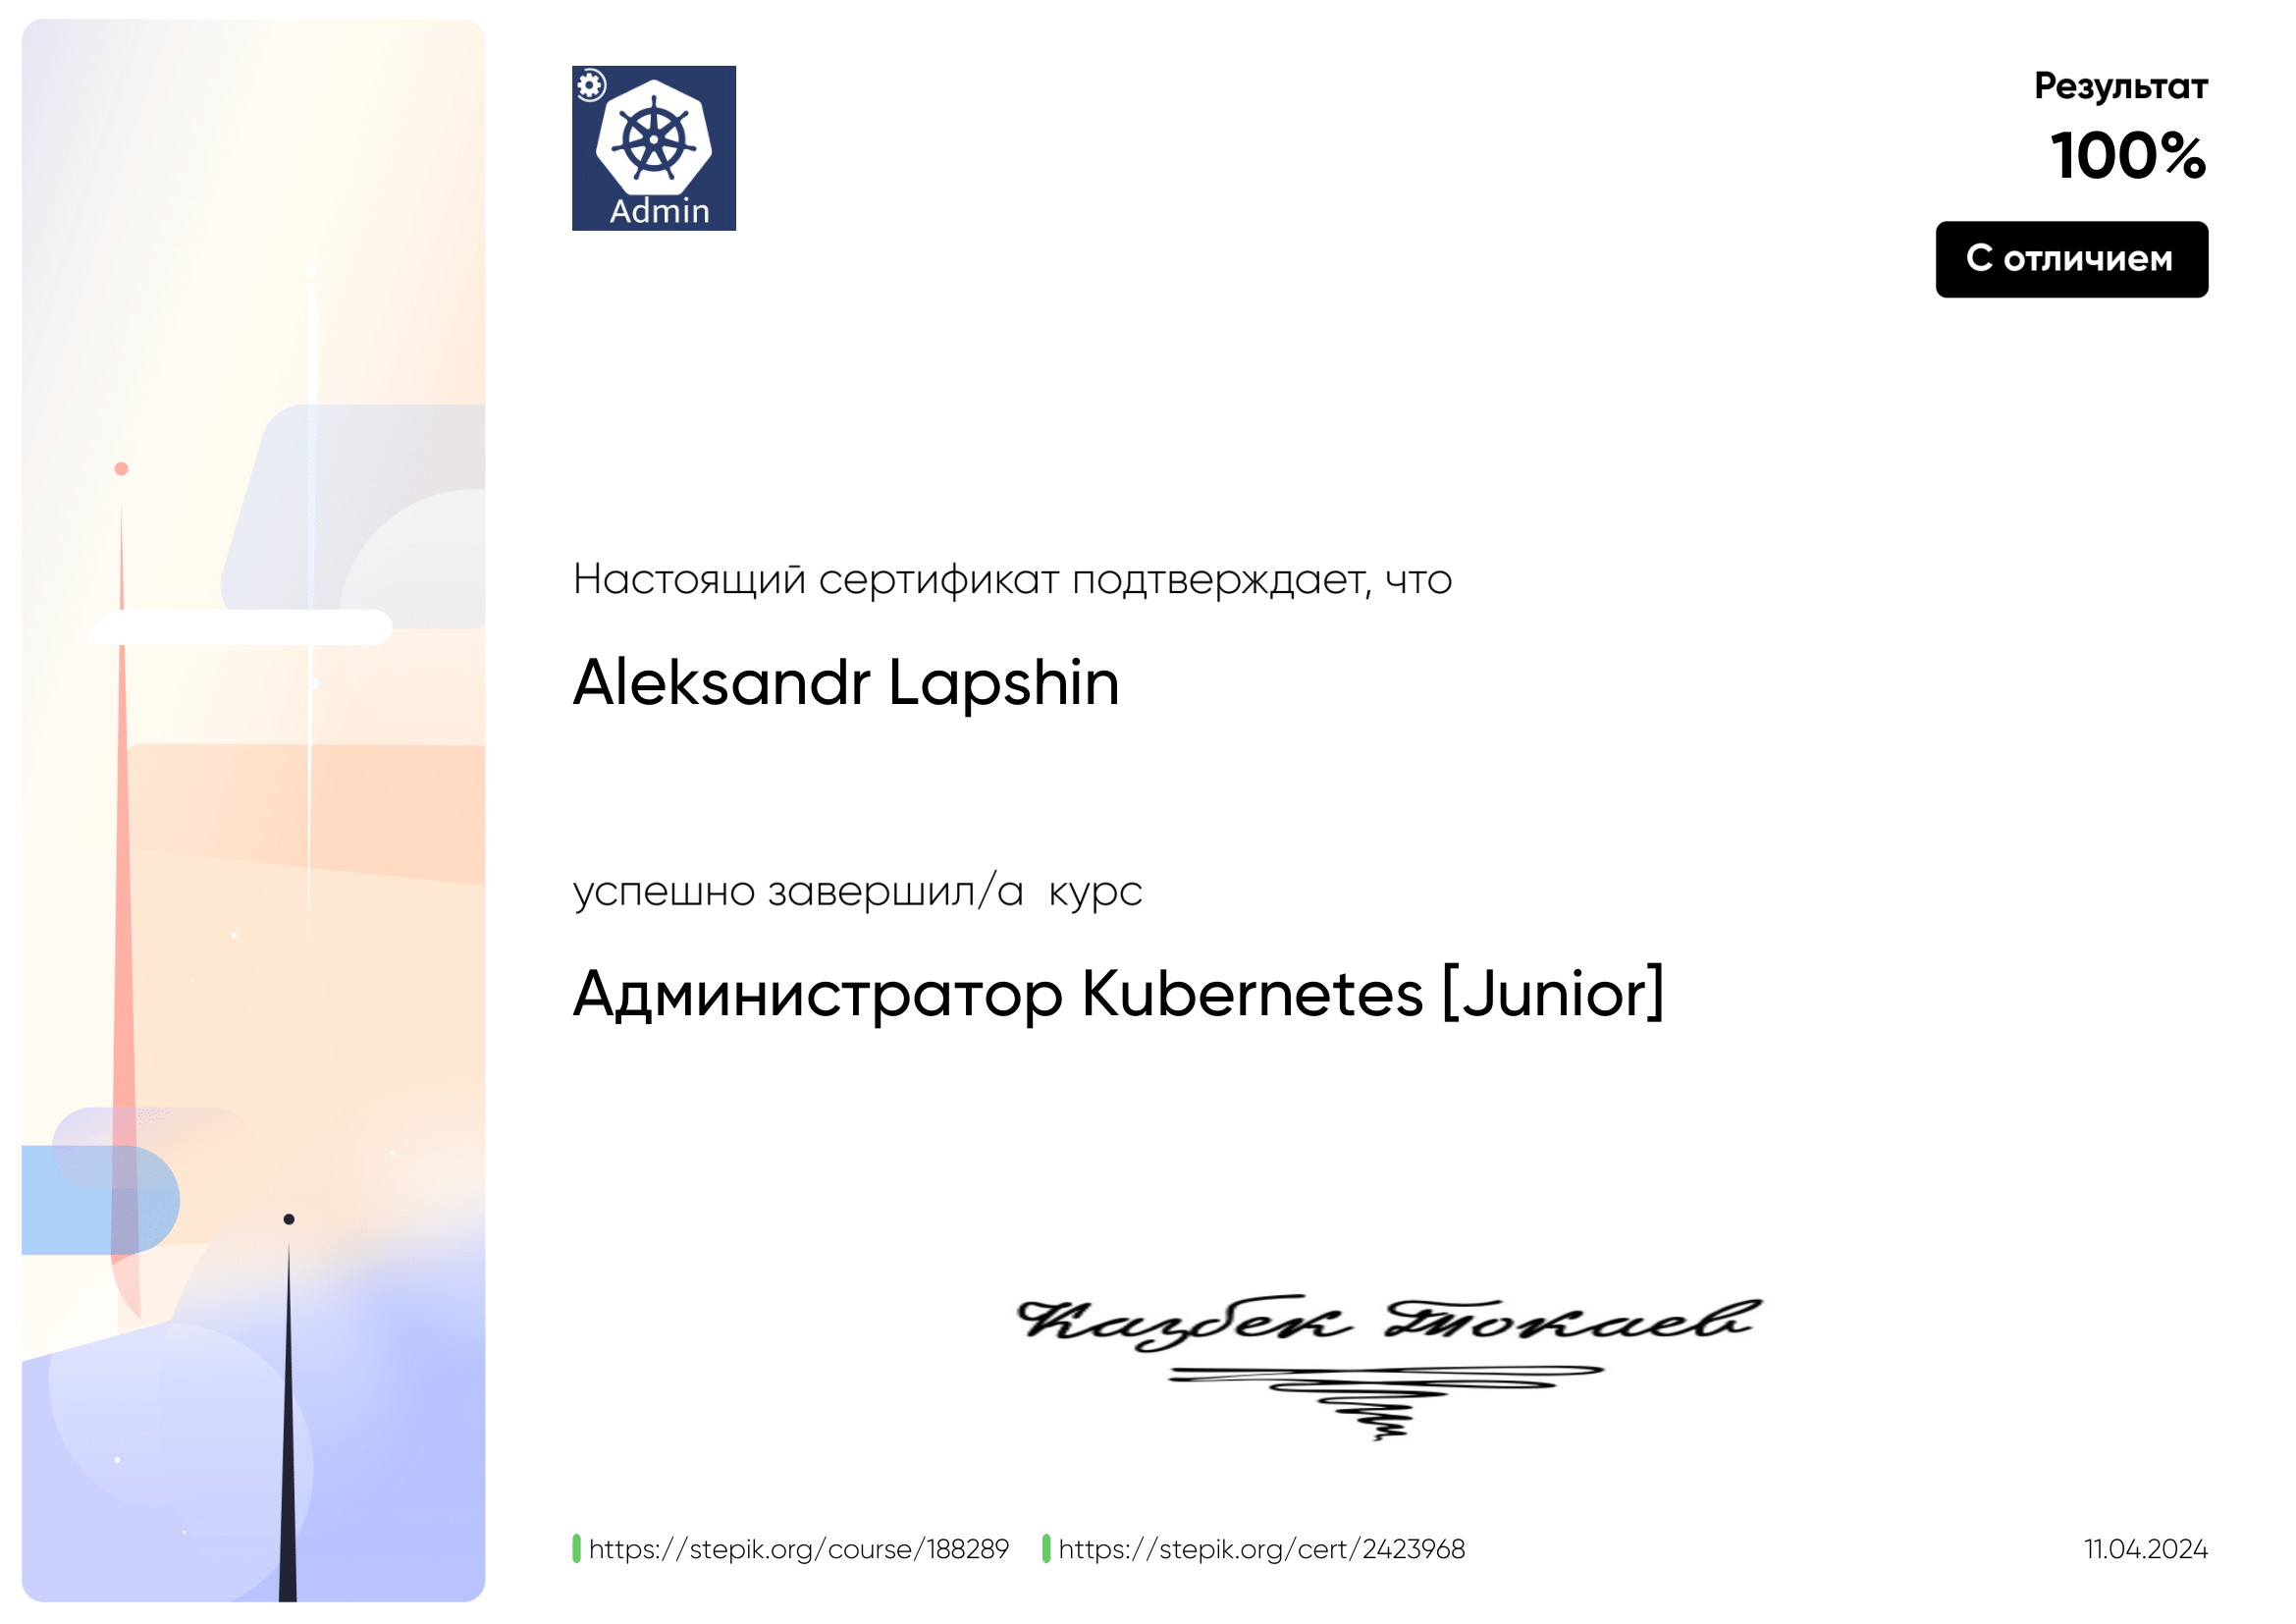 Admin
Результат
100%
С отличием
Настоящий сертификат подтверждает, что
Aleksandr Lapshin
успешно завершил/а курс
Администратор Kubernetes [Junior]
Казбек Токаев
https://stepik.org/course/188289 https://stepik.org/cert/2423968 11.04.2024